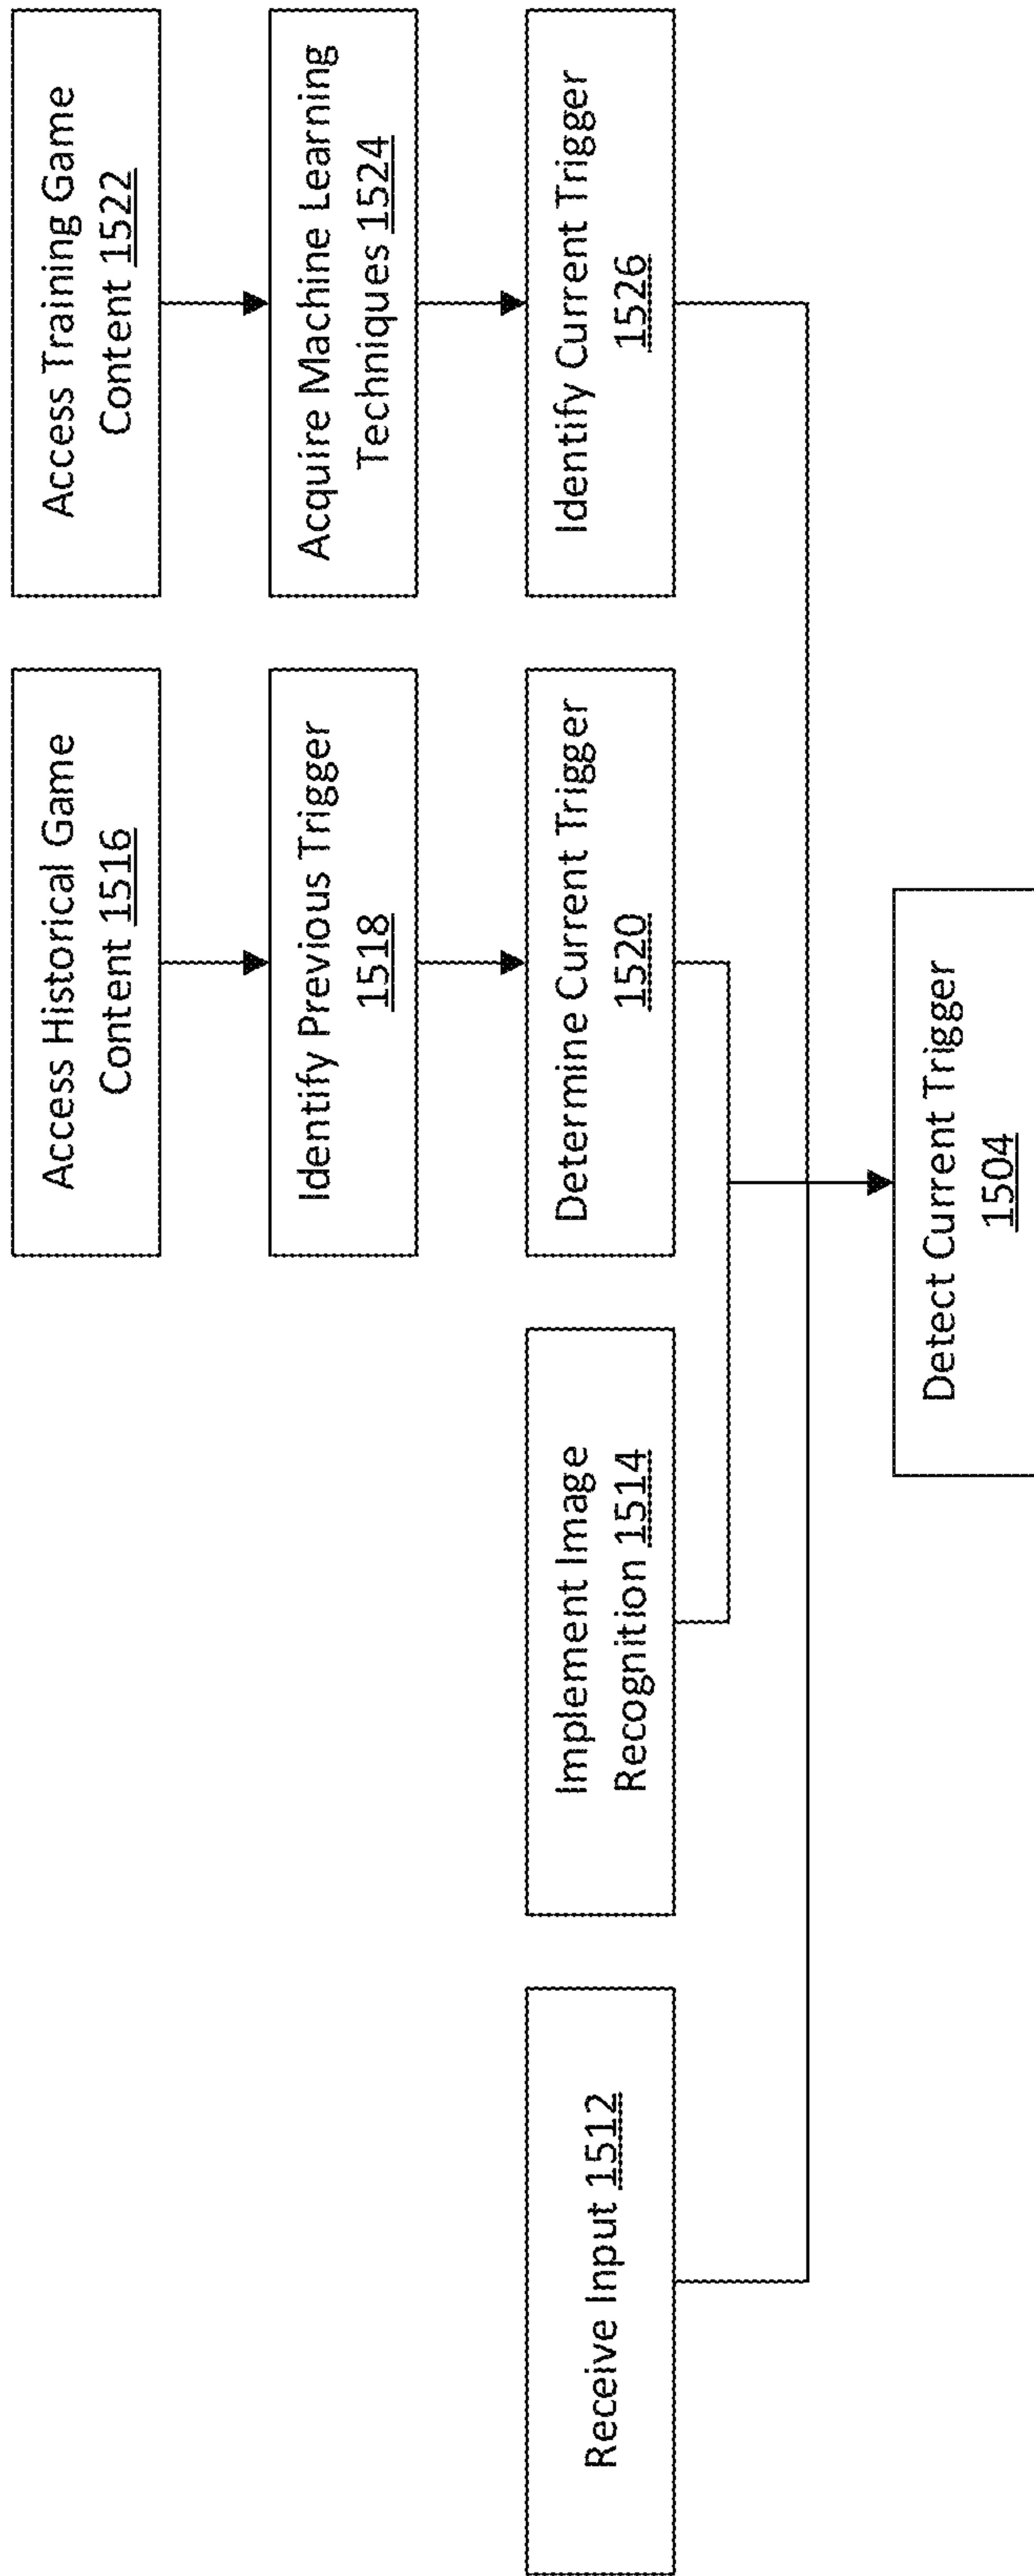 Access Historical Game
Content 1516
Access Training Game
Content 1522
Identify Previous Trigger
1518
Acquire Machine Learning
Techniques 1524
Receive Input 1512
Implement Image
Recognition 1514
Determine Current Trigger
1520
Identify Current Trigger
1526
Detect Current Trigger
1504